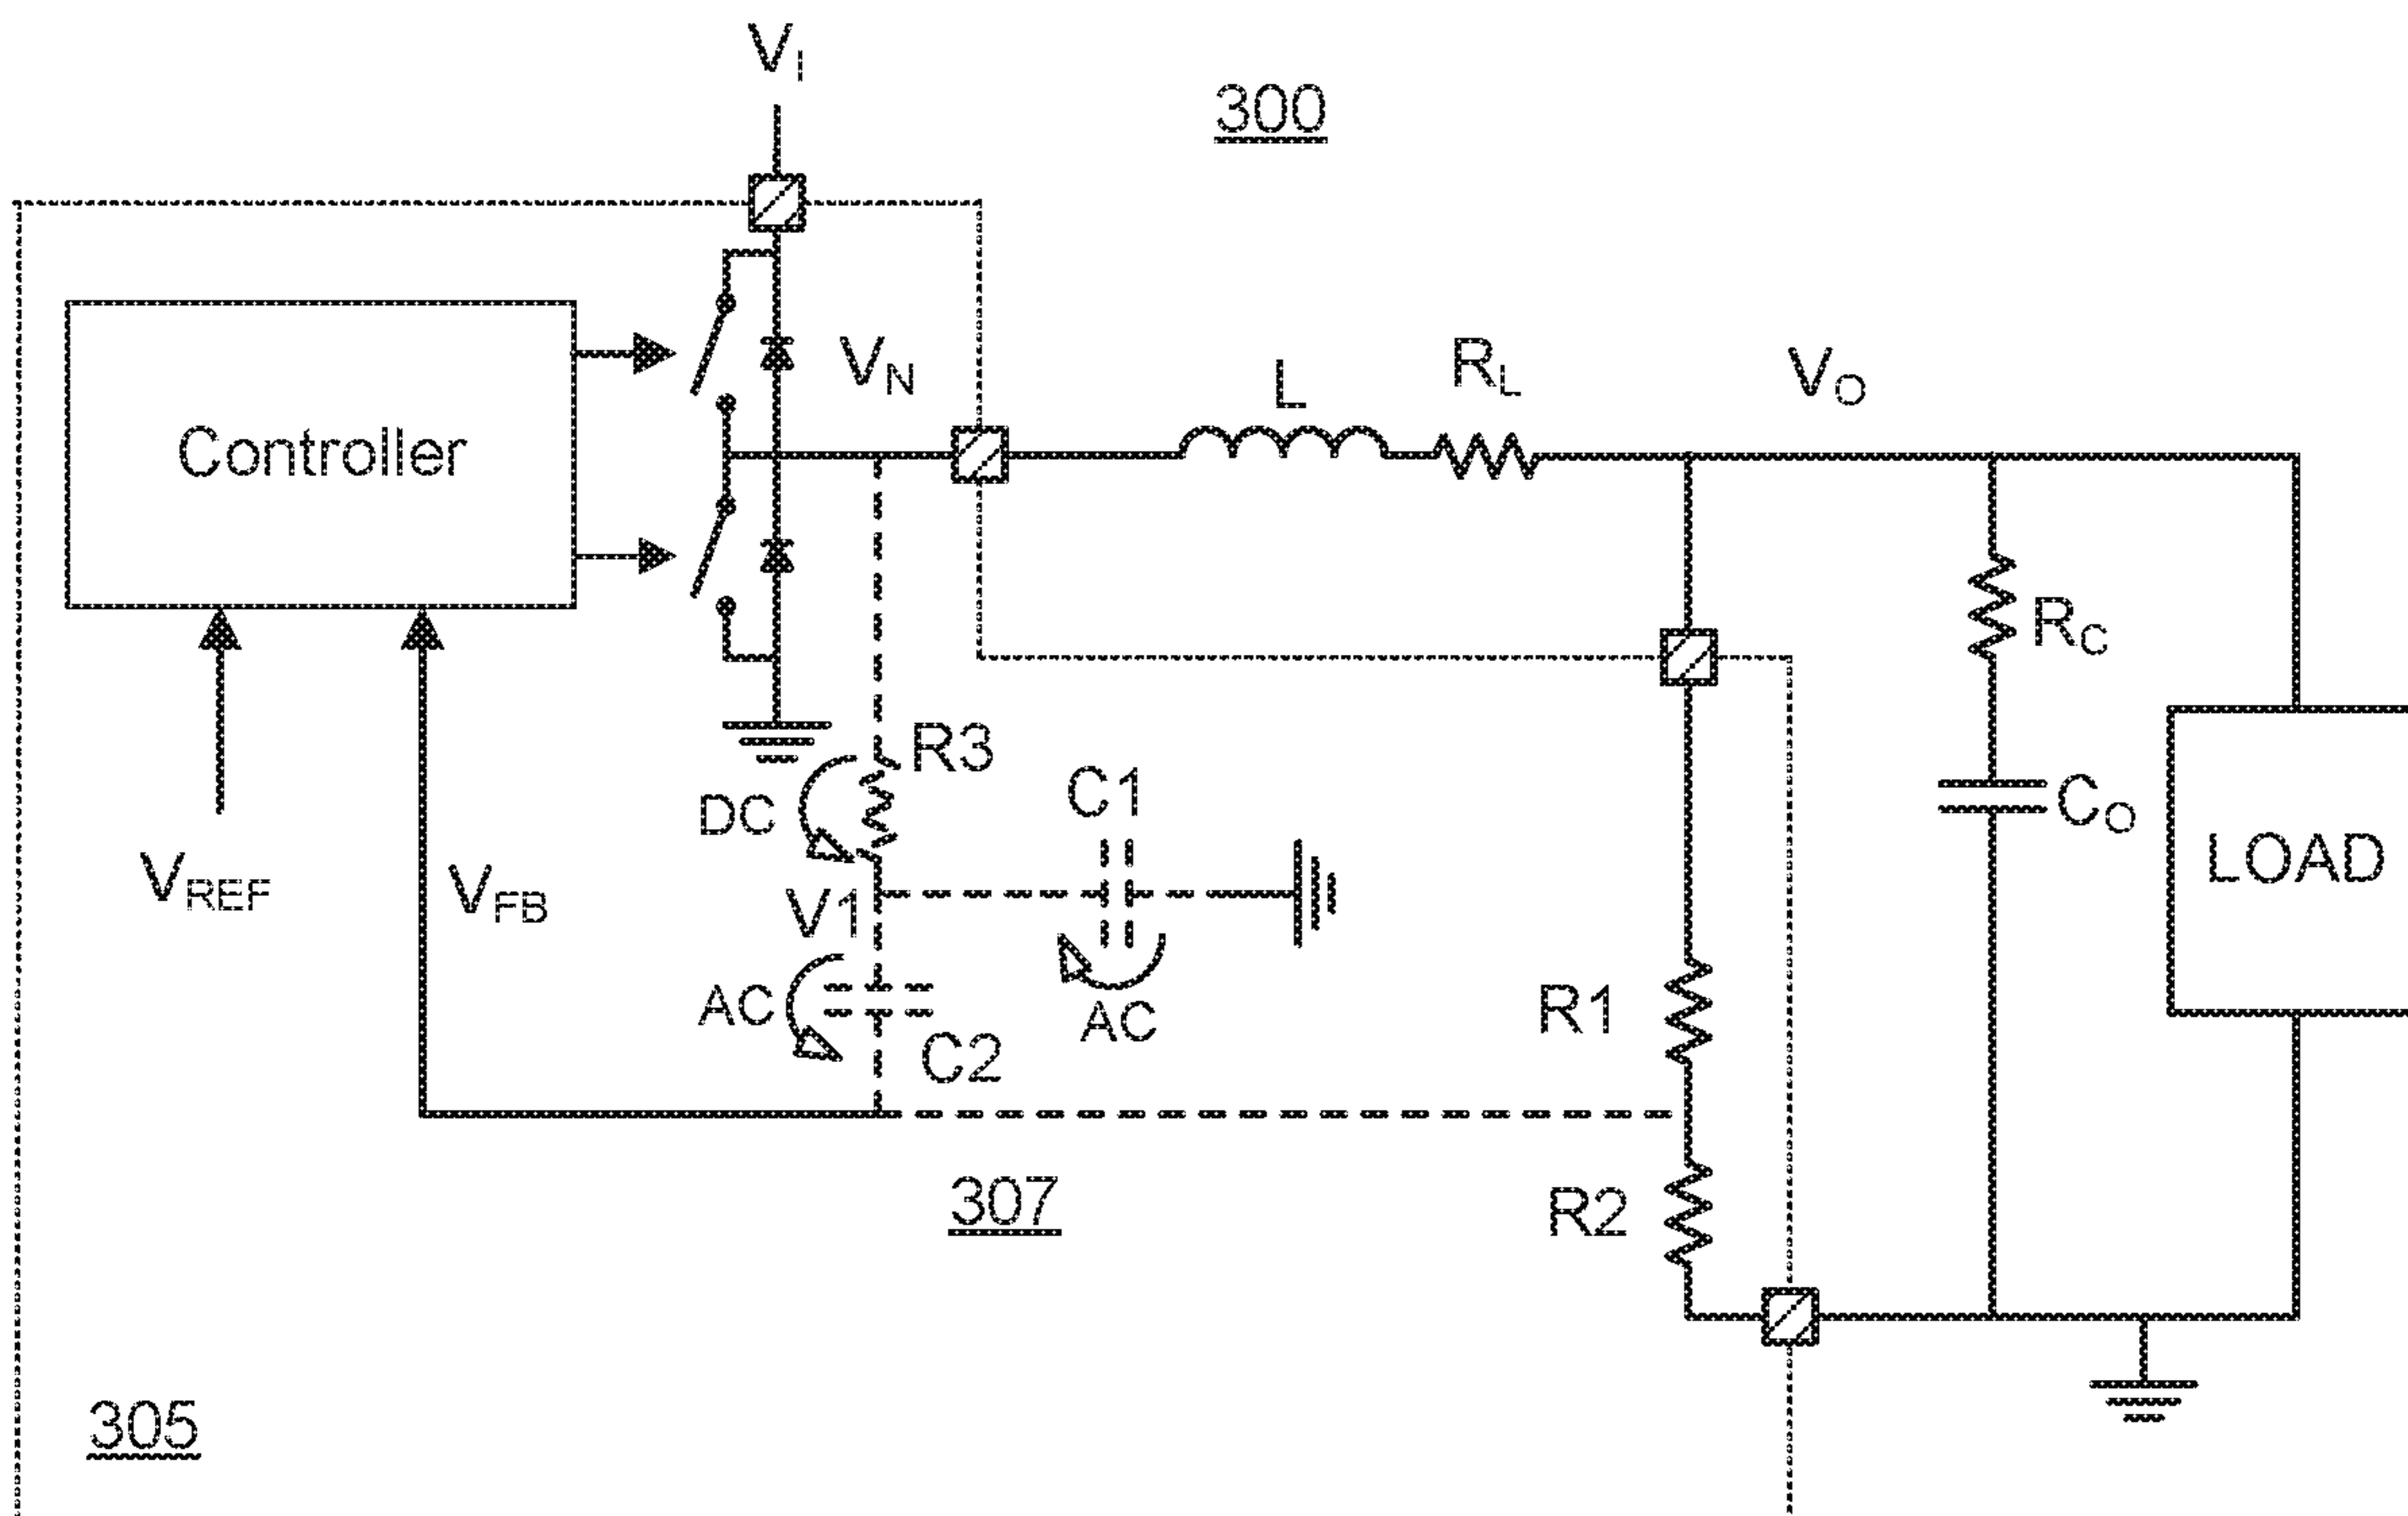 V_I
300
Controller
V_N
L
R_L
V_O
R_C
C_O
LOAD
R3
DC
C1
V_REF
V_FB
V1
AC
AC
C2
R1
R2
307
305